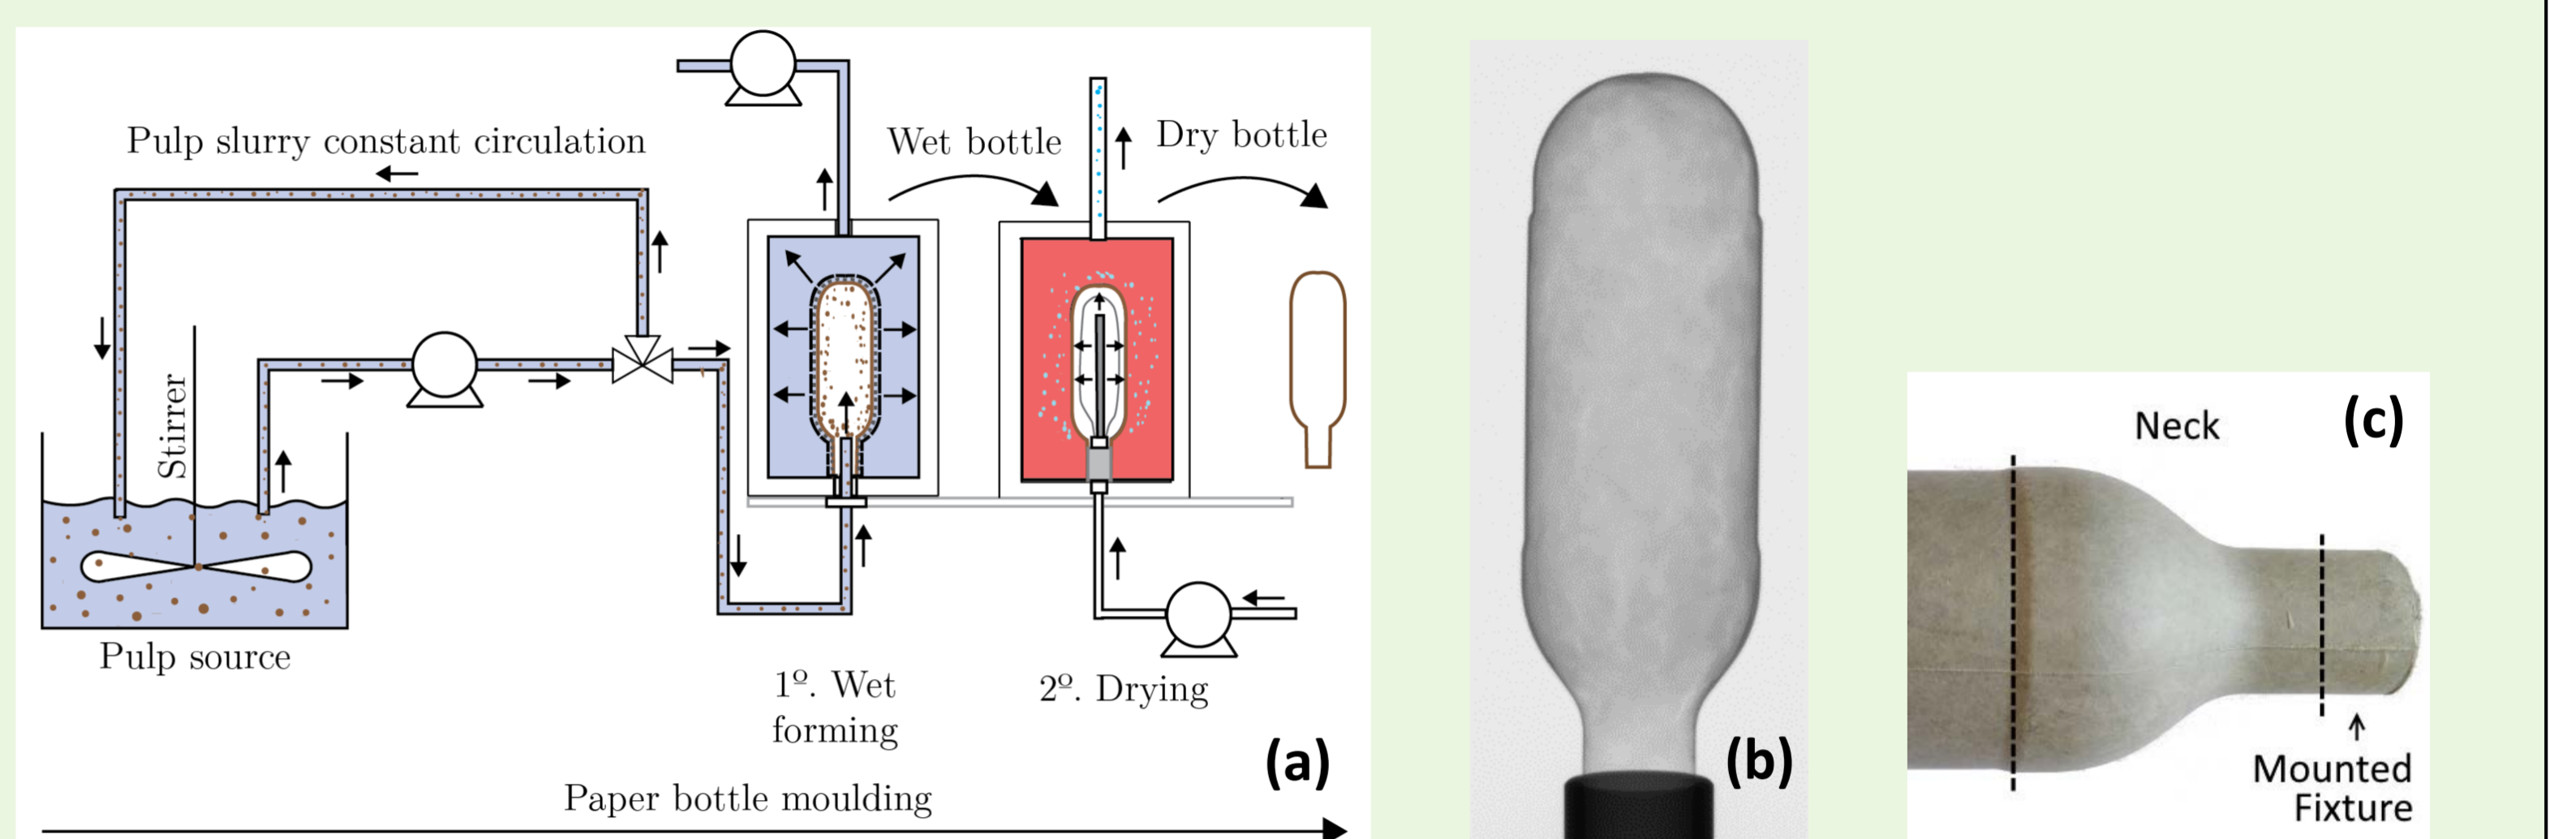 Pulp slurry constant circulation
Wet bottle
Dry bottle
Stirrer
Pulp source
1º. Wet
forming
2º. Drying
(a)
Paper bottle moulding
(b)
Neck
(c)
Mounted
Fixture